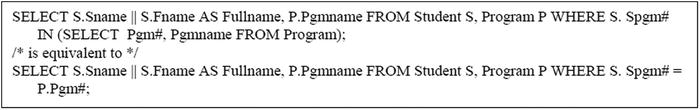 SELECT S.Sname || S.Fname AS Fullname, P.Pgmname FROM Student S, Program P WHERE S. Spgm#
IN (SELECT  Pgm#, Pgmname FROM Program);
/* is equivalent to */
SELECT S.Sname || S.Fname AS Fullname, P.Pgmname FROM Student S, Program P WHERE S. Spgm# =
P.Pgm#;